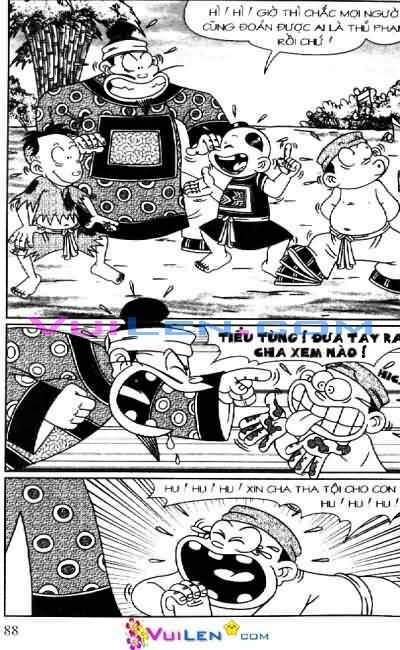 HÌ! HÌ! GIỜ THÌ CHẮC MỌI NGƯỜ
CŨNG ĐOÁN ĐƯỢC AI LÀ THỦ PHẠM
RỒI CHỨ!
VUILEN.COM
TIỂU TÙNG! ĐƯA TAY RA
CHA XEM NÀO!
HIC
HU! HU! HU! XIN CHA THA TỘI CHO CON
HU! HU! HU!
88
VUILEN.COM